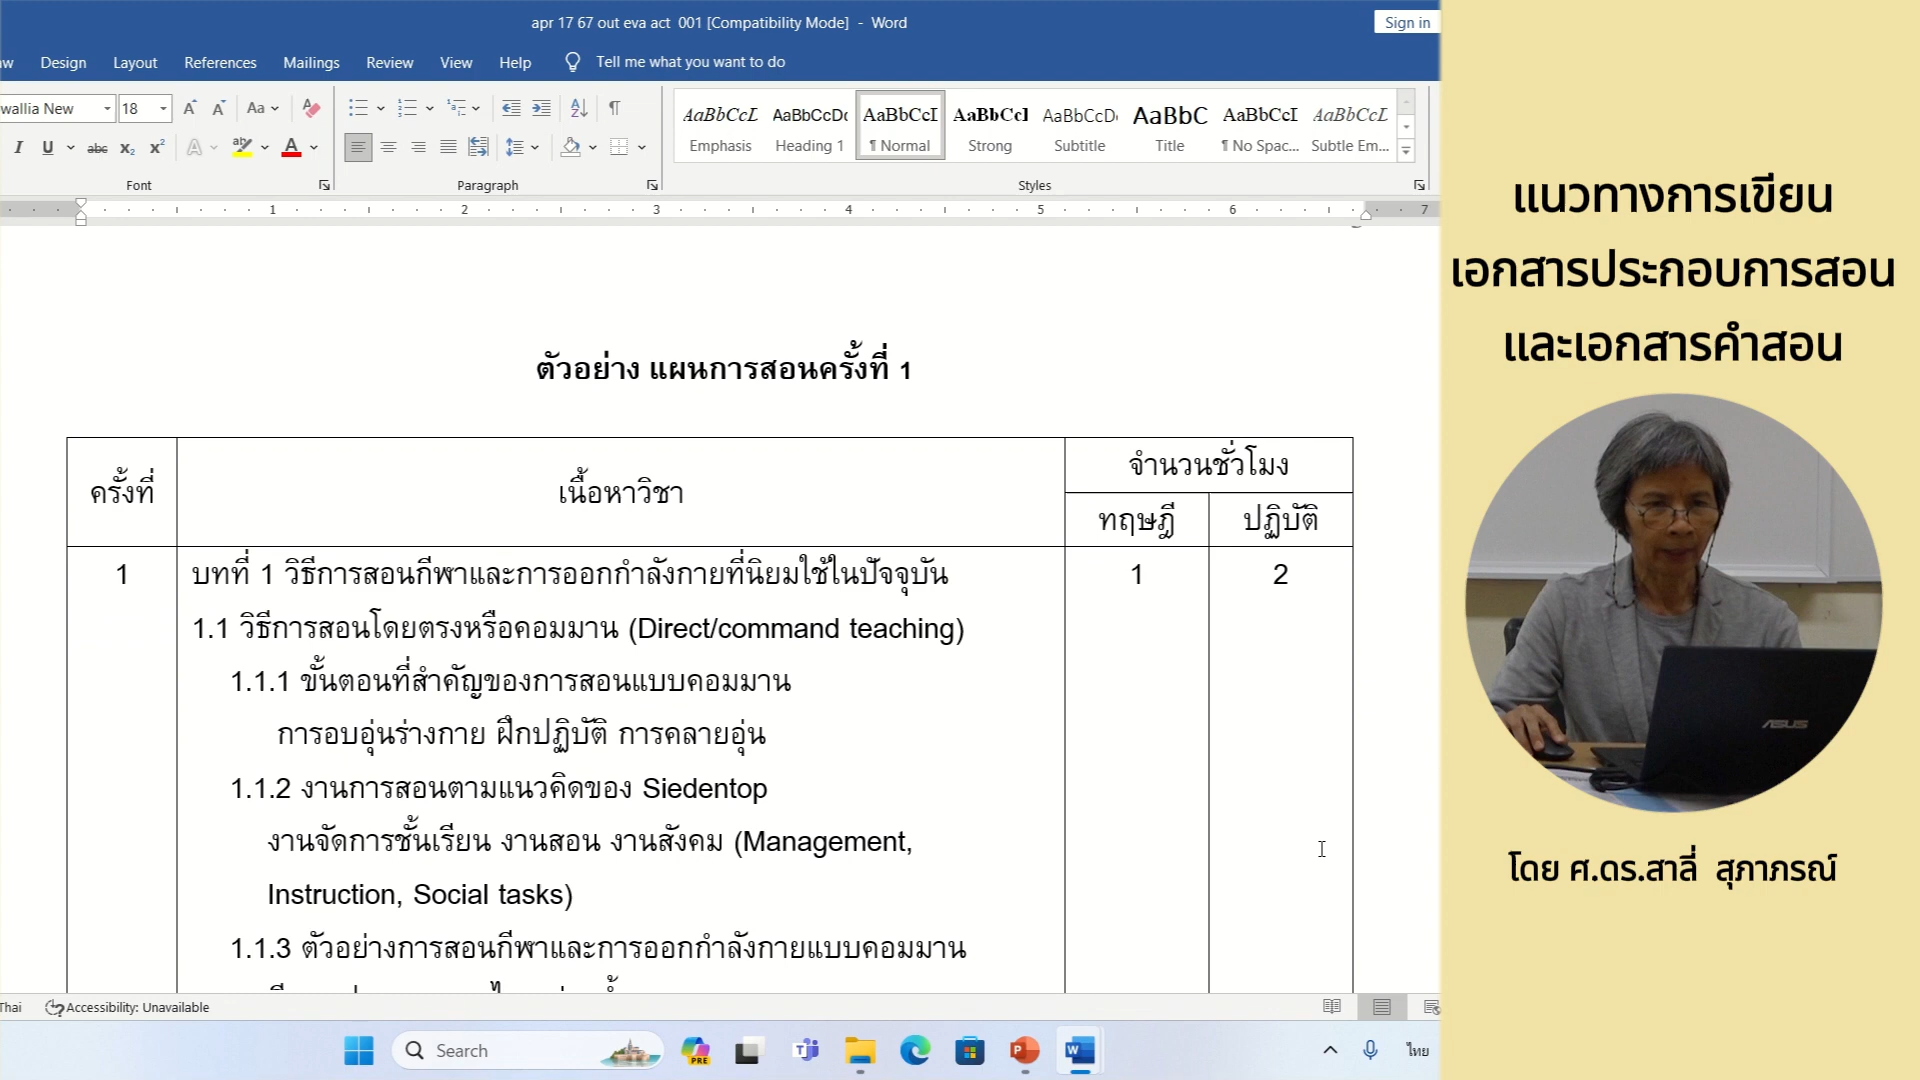 apr 17 67 out eva act 001 [Compatibility Mode] - Word
Sign in
Design Layout References Mailings Review View Help Tell me what you want to do
wallia New 18 Aa
AaBbCcL AaBbCcDc AaBbCcI AaBbCcI AaBbCcD AaBbC AaBbCcI AaBbCcL
Emphasis Heading 1 ¶ Normal Strong Subtitle Title ¶ No Spac... Subtle Em...
Font Paragraph Styles
1 2 3 4 5 6 7
ตัวอย่าง แผนการสอนครั้งที่ 1
ครั้งที่ เนื้อหาวิชา จำนวนชั่วโมง
ทฤษฎี ปฏิบัติ
1 บทที่ 1 วิธีการสอนกีฬาและการออกกำลังกายที่นิยมใช้ในปัจจุบัน 1 2
1.1 วิธีการสอนโดยตรงหรือคอมมาน (Direct/command teaching)
1.1.1 ขั้นตอนที่สำคัญของการสอนแบบคอมมาน
การอบอุ่นร่างกาย ฝึกปฏิบัติ การคลายอุ่น
1.1.2 งานการสอนตามแนวคิดของ Siedentop
งานจัดการชั้นเรียน งานสอน งานสังคม (Management,
Instruction, Social tasks)
1.1.3 ตัวอย่างการสอนกีฬาและการออกกำลังกายแบบคอมมาน
Thai Accessibility: Unavailable
Search
PRE
ไทย
แนวทางการเขียน
เอกสารประกอบการสอน
และเอกสารคำสอน
ASUS
โดย ศ.ดร.สาลี่ สุภาภรณ์